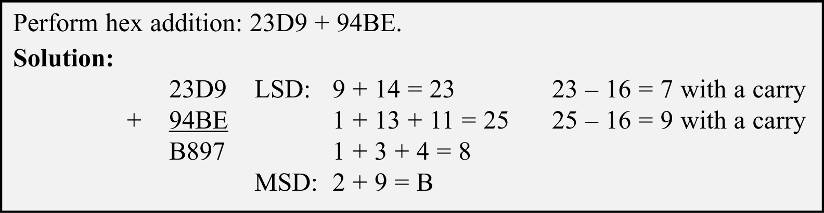 Perform hex addition: 23D9 + 94BE.
Solution:
23D9 LSD: 9 + 14 = 23 23 – 16 = 7 with a carry
+ 94BE 1 + 13 + 11 = 25 25 – 16 = 9 with a carry
B897 1 + 3 + 4 = 8
MSD: 2 + 9 = B